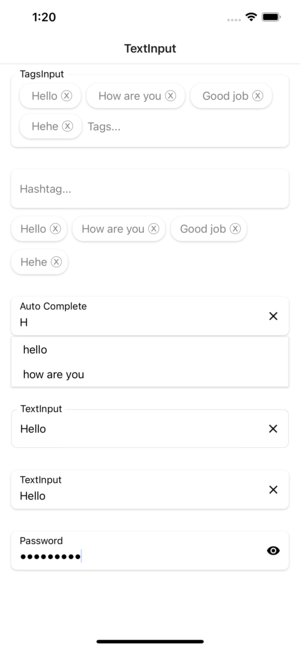 1:20
TextInput
TagsInput
Hello ⓧ How are you ⓧ Good job ⓧ
Hehe ⓧ Tags...
Hashtag...
Hello ⓧ How are you ⓧ Good job ⓧ
Hehe ⓧ
Auto Complete
H
hello
how are you
TextInput
Hello
TextInput
Hello
Password
●●●●●●●●●